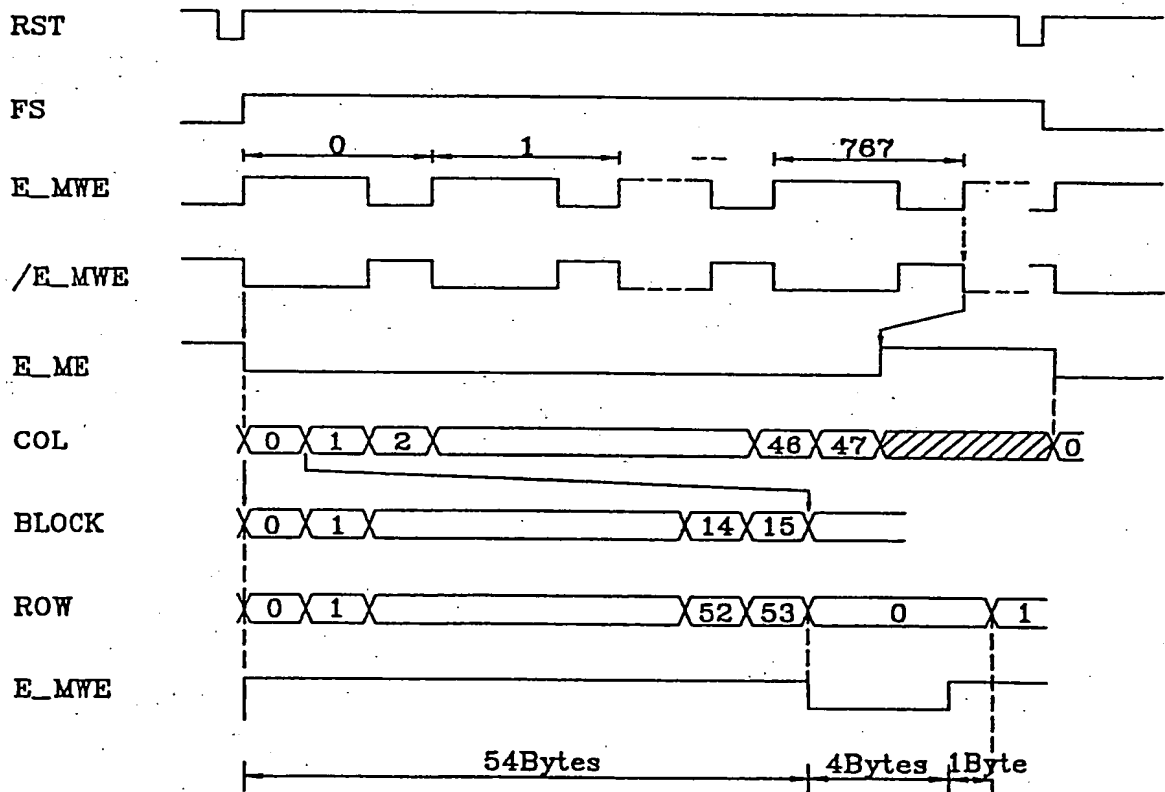 RST
FS
0 1 767
E_MWE
/E_MWE
E_ME
COL 0 1 2 46 47 0
BLOCK 0 1 14 15
ROW 0 1 52 53 0 1
E_MWE
54Bytes 4Bytes 1Byte